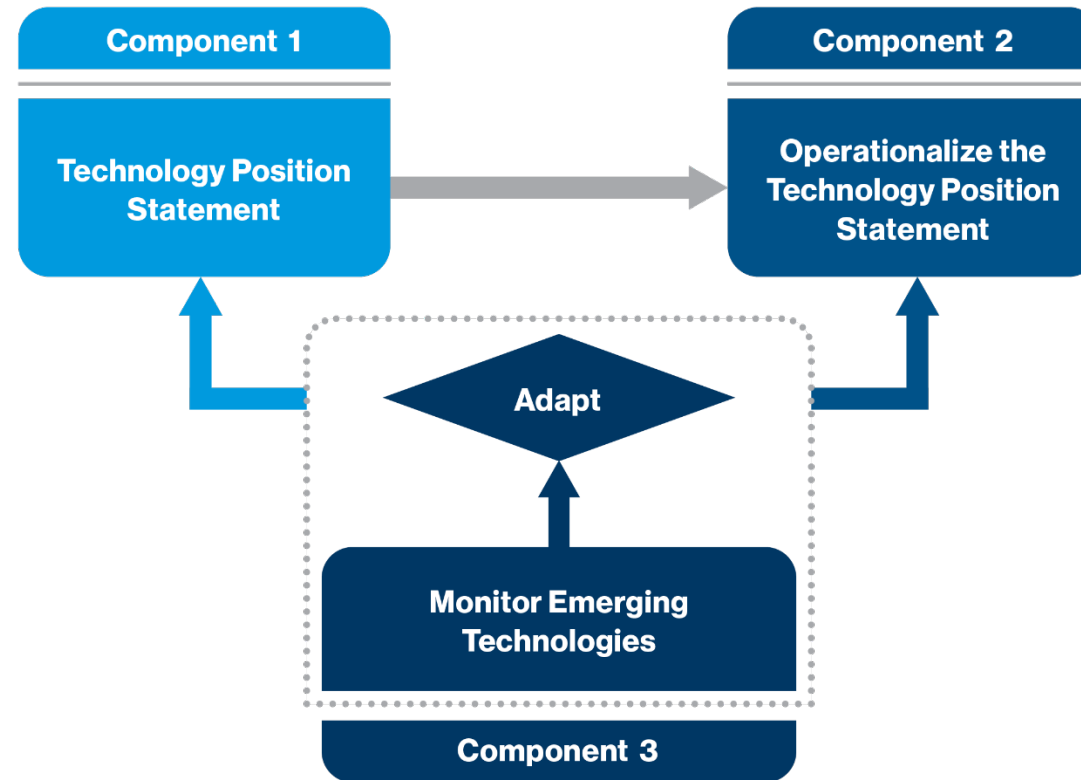 Component 1
Technology Position
Statement
Component 2
Operationalize the
Technology Position
Statement
Adapt
Monitor Emerging
Technologies
Component 3